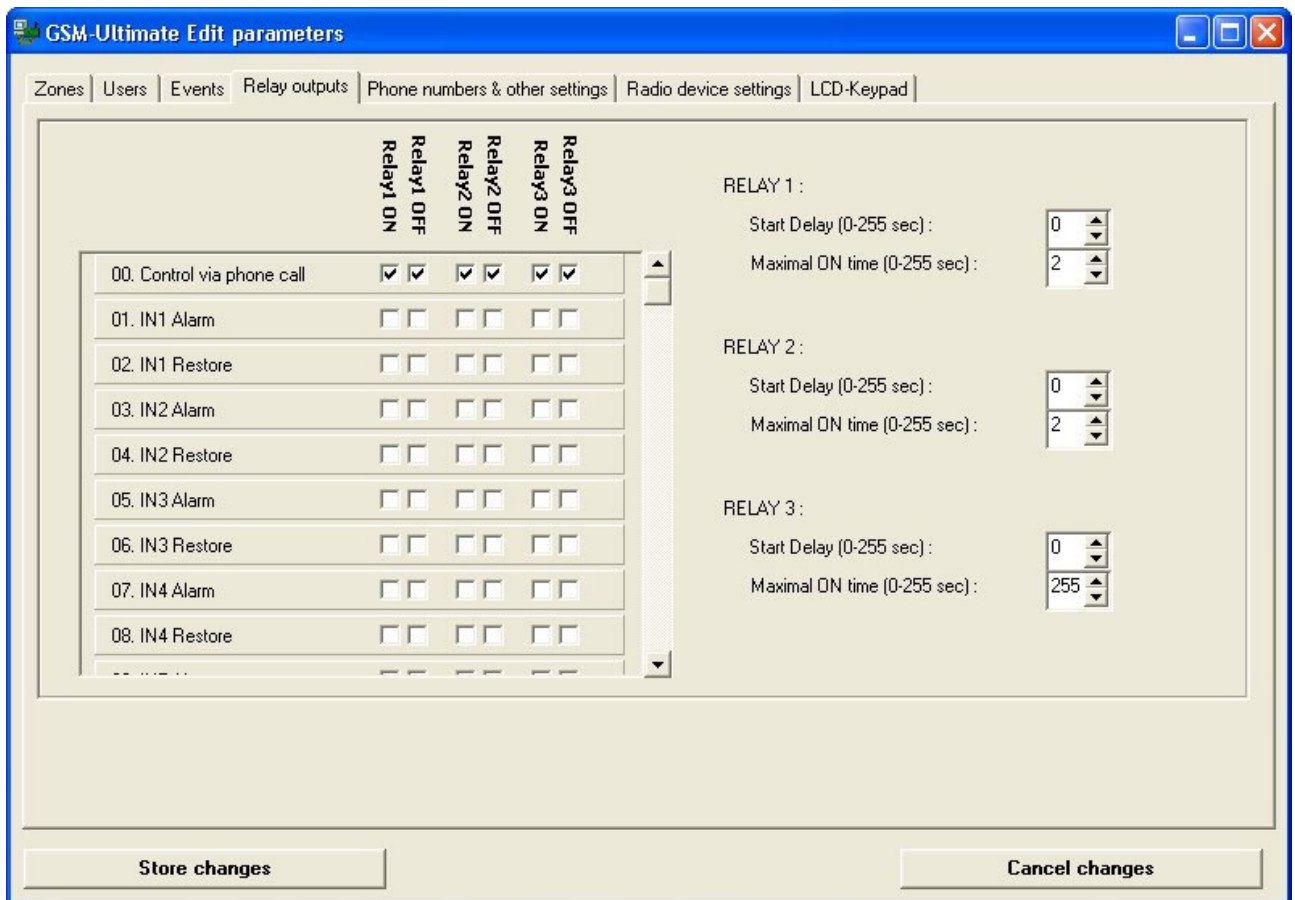 GSM-Ultimate Edit parameters
Zones Users Events Relay outputs Phone numbers & other settings Radio device settings LCD-Keypad
Relay1 ON
Relay1 OFF
Relay2 ON
Relay2 OFF
Relay3 ON
Relay3 OFF
00. Control via phone call
01. IN1 Alarm
02. IN1 Restore
03. IN2 Alarm
04. IN2 Restore
05. IN3 Alarm
06. IN3 Restore
07. IN4 Alarm
08. IN4 Restore
RELAY 1 :
Start Delay (0-255 sec) : 0
Maximal ON time (0-255 sec) : 2
RELAY 2 :
Start Delay (0-255 sec) : 0
Maximal ON time (0-255 sec) : 2
RELAY 3 :
Start Delay (0-255 sec) : 0
Maximal ON time (0-255 sec) : 255
Store changes
Cancel changes